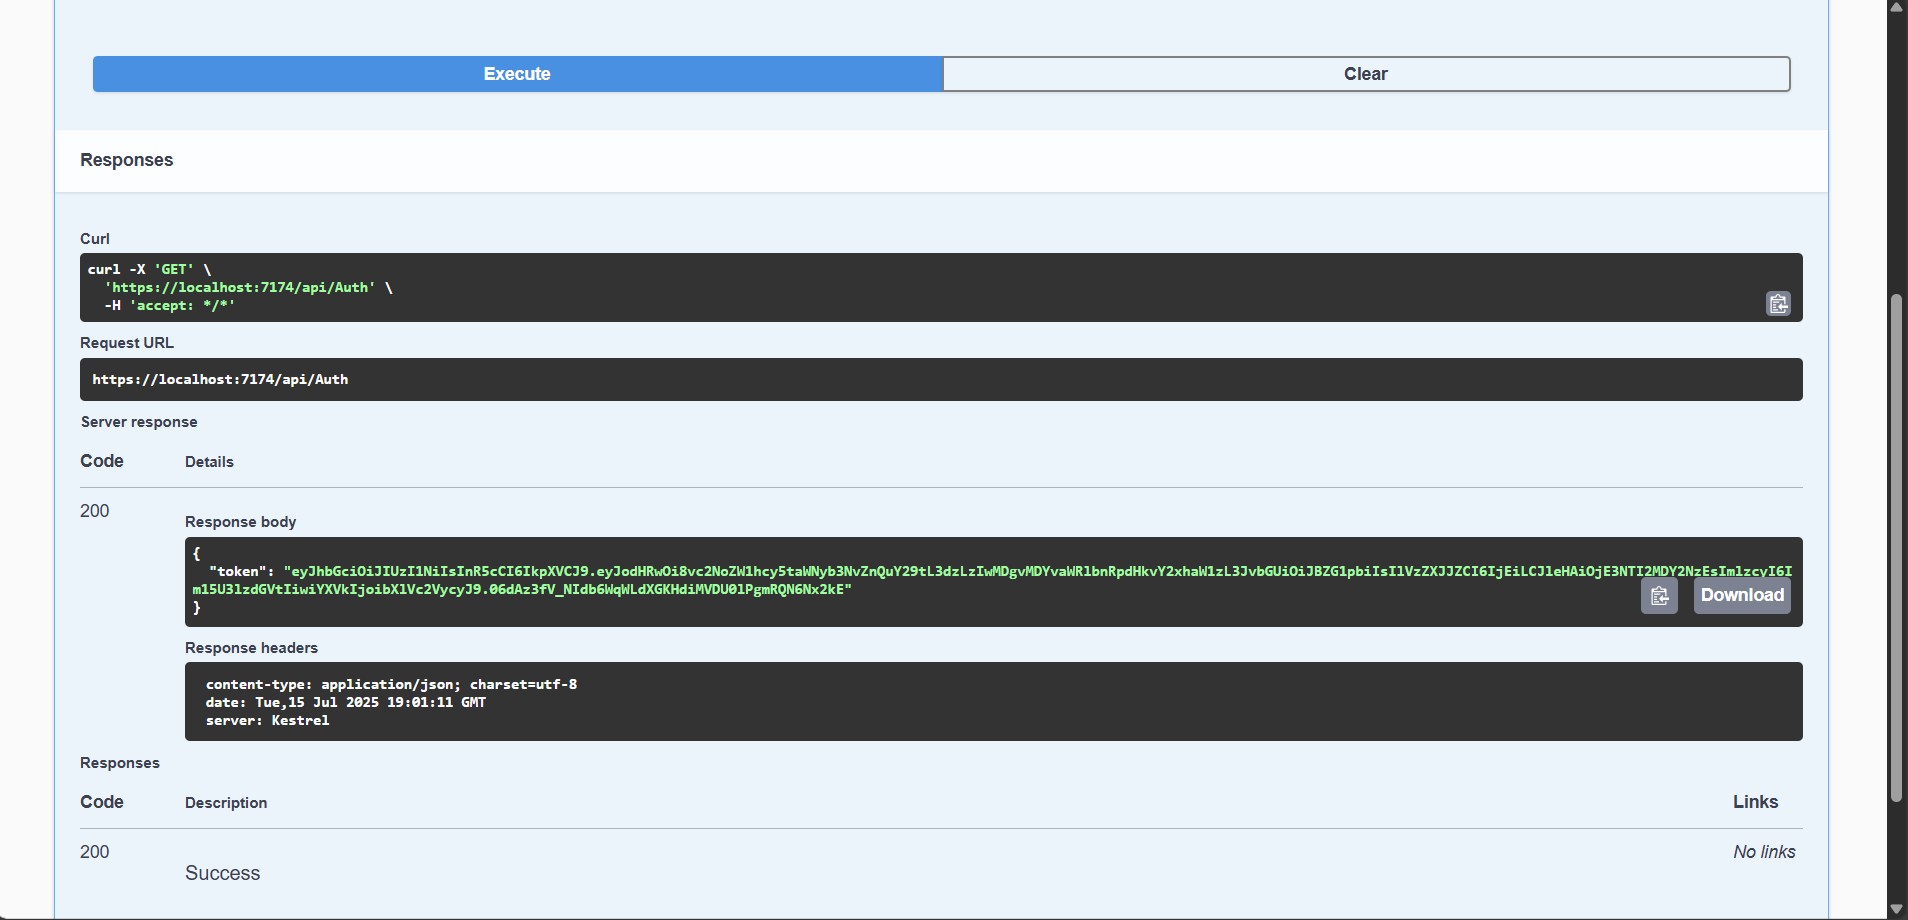 Execute
Clear
Responses
Curl
curl -X 'GET' \
'https://localhost:7174/api/Auth' \
-H 'accept: */*'
Request URL
https://localhost:7174/api/Auth
Server response
Code Details
200
Response body
{
"token": "eyJhbGciOiJIUzI1NiIsInR5cCI6IkpXVCJ9.eyJodHRwOi8vc2NoZW1hcy5taWNyb3NvZnQuY29tL3dzLzIwMDgvMDYvaWRlbnRpdHkvY2xhaW1zL3JvbGUiOiJBZG1pbiIsIlVzZXJJZCI6IjEiLCJleHAiOjE3NTI2MDY2NzEsImlzcyI6I
m15U3lzdGVtIiwiYXVkIjoibXlVc2VycyJ9.06dAz3fV_NIdb6WqWLdXGKHdiMVDU0lPgmRQN6Nx2kE"
}
Download
Response headers
content-type: application/json; charset=utf-8
date: Tue,15 Jul 2025 19:01:11 GMT
server: Kestrel
Responses
Code Description Links
200 No links
Success